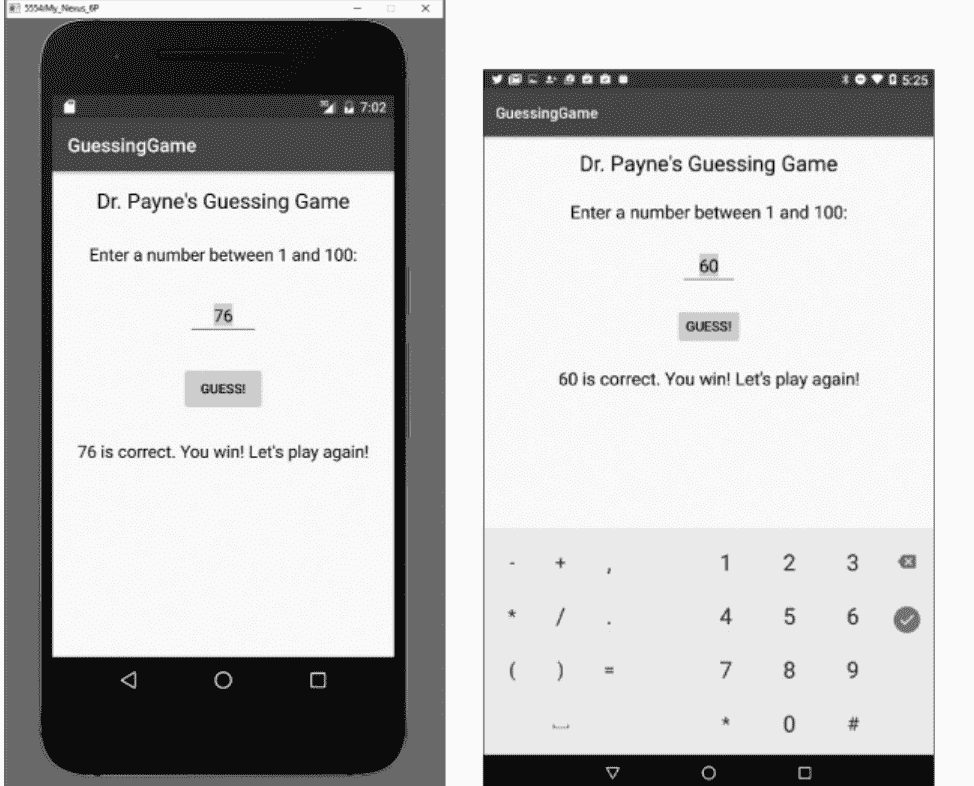 5554:My_Nexus_6P
7:02
GuessingGame
Dr. Payne's Guessing Game
Enter a number between 1 and 100:
76
GUESS!
76 is correct. You win! Let's play again!
5:25
GuessingGame
Dr. Payne's Guessing Game
Enter a number between 1 and 100:
60
GUESS!
60 is correct. You win! Let's play again!
- + , 1 2 3
* / . 4 5 6
( ) = 7 8 9
* 0 #